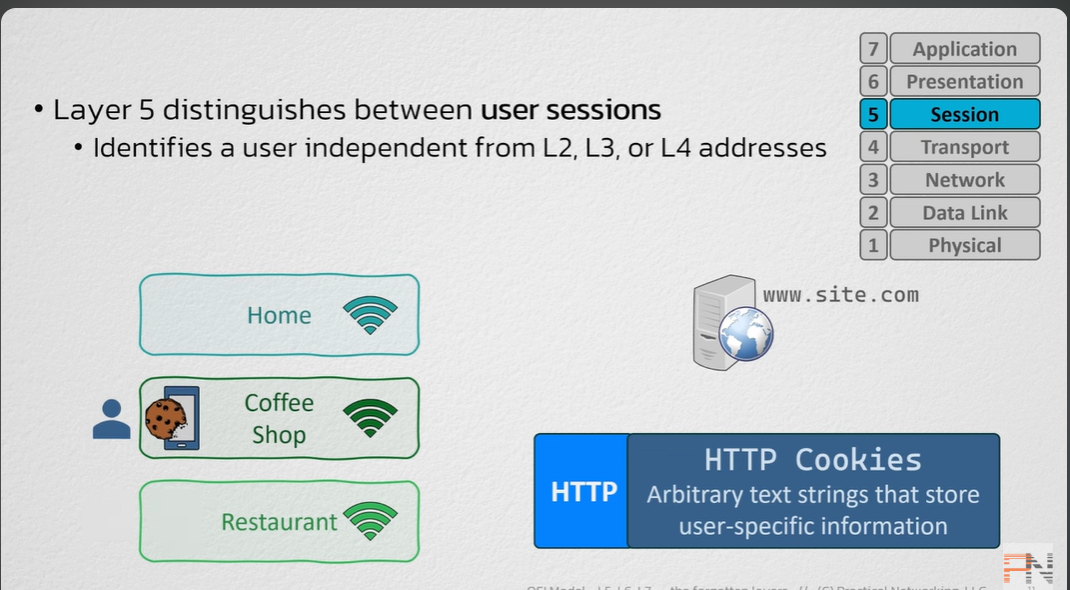 • Layer 5 distinguishes between user sessions
• Identifies a user independent from L2, L3, or L4 addresses
7 Application
6 Presentation
5 Session
4 Transport
3 Network
2 Data Link
1 Physical
Home
Coffee
Shop
Restaurant
www.site.com
HTTP
HTTP Cookies
Arbitrary text strings that store
user-specific information
PN